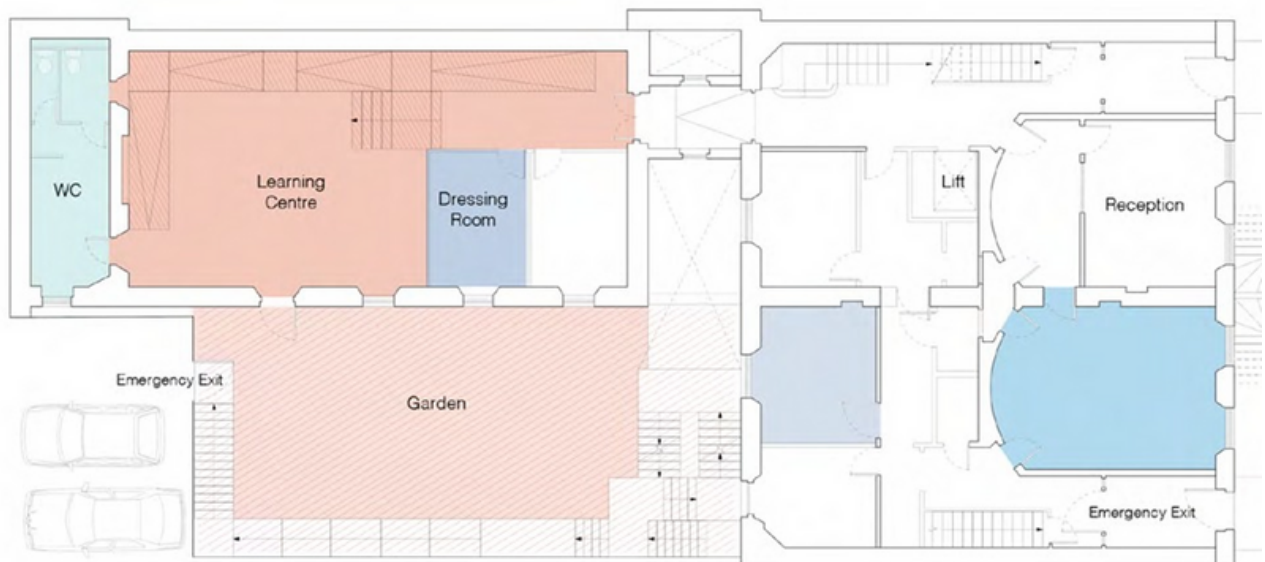 WC
Learning
Centre
Dressing
Room
Lift
Reception
Emergency Exit
Garden
Emergency Exit